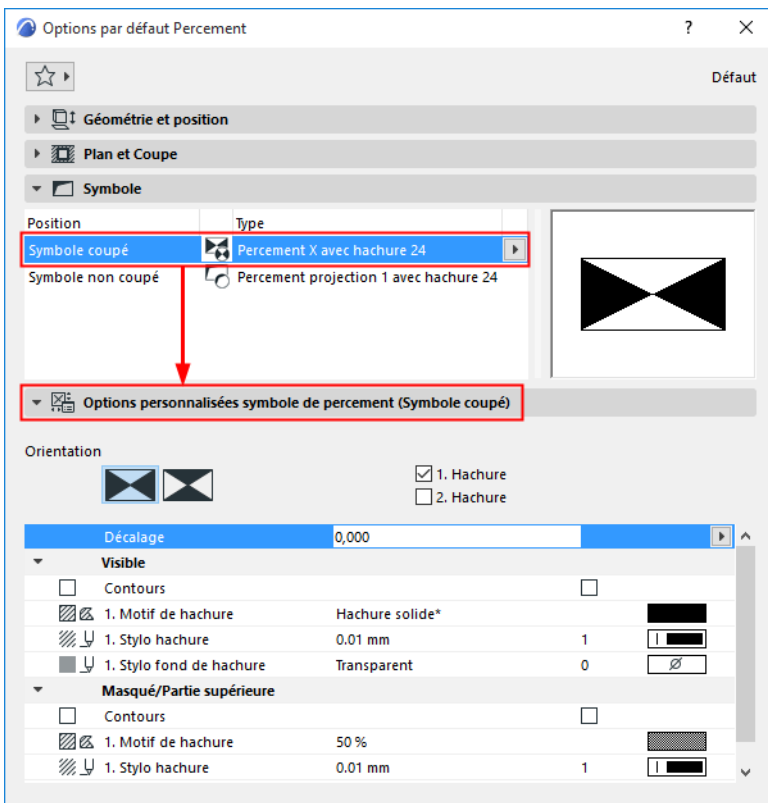 Options par défaut Percement ?
Défaut
Géométrie et position
Plan et Coupe
Symbole
Position Type
Symbole coupé Percement X avec hachure 24
Symbole non coupé Percement projection 1 avec hachure 24
Options personnalisées symbole de percement (Symbole coupé)
Orientation
1. Hachure
2. Hachure
Décalage 0,000
Visible
Contours
1. Motif de hachure Hachure solide*
1. Stylo hachure 0.01 mm 1
1. Stylo fond de hachure Transparent 0
Masqué/Partie supérieure
Contours
1. Motif de hachure 50 %
1. Stylo hachure 0.01 mm 1